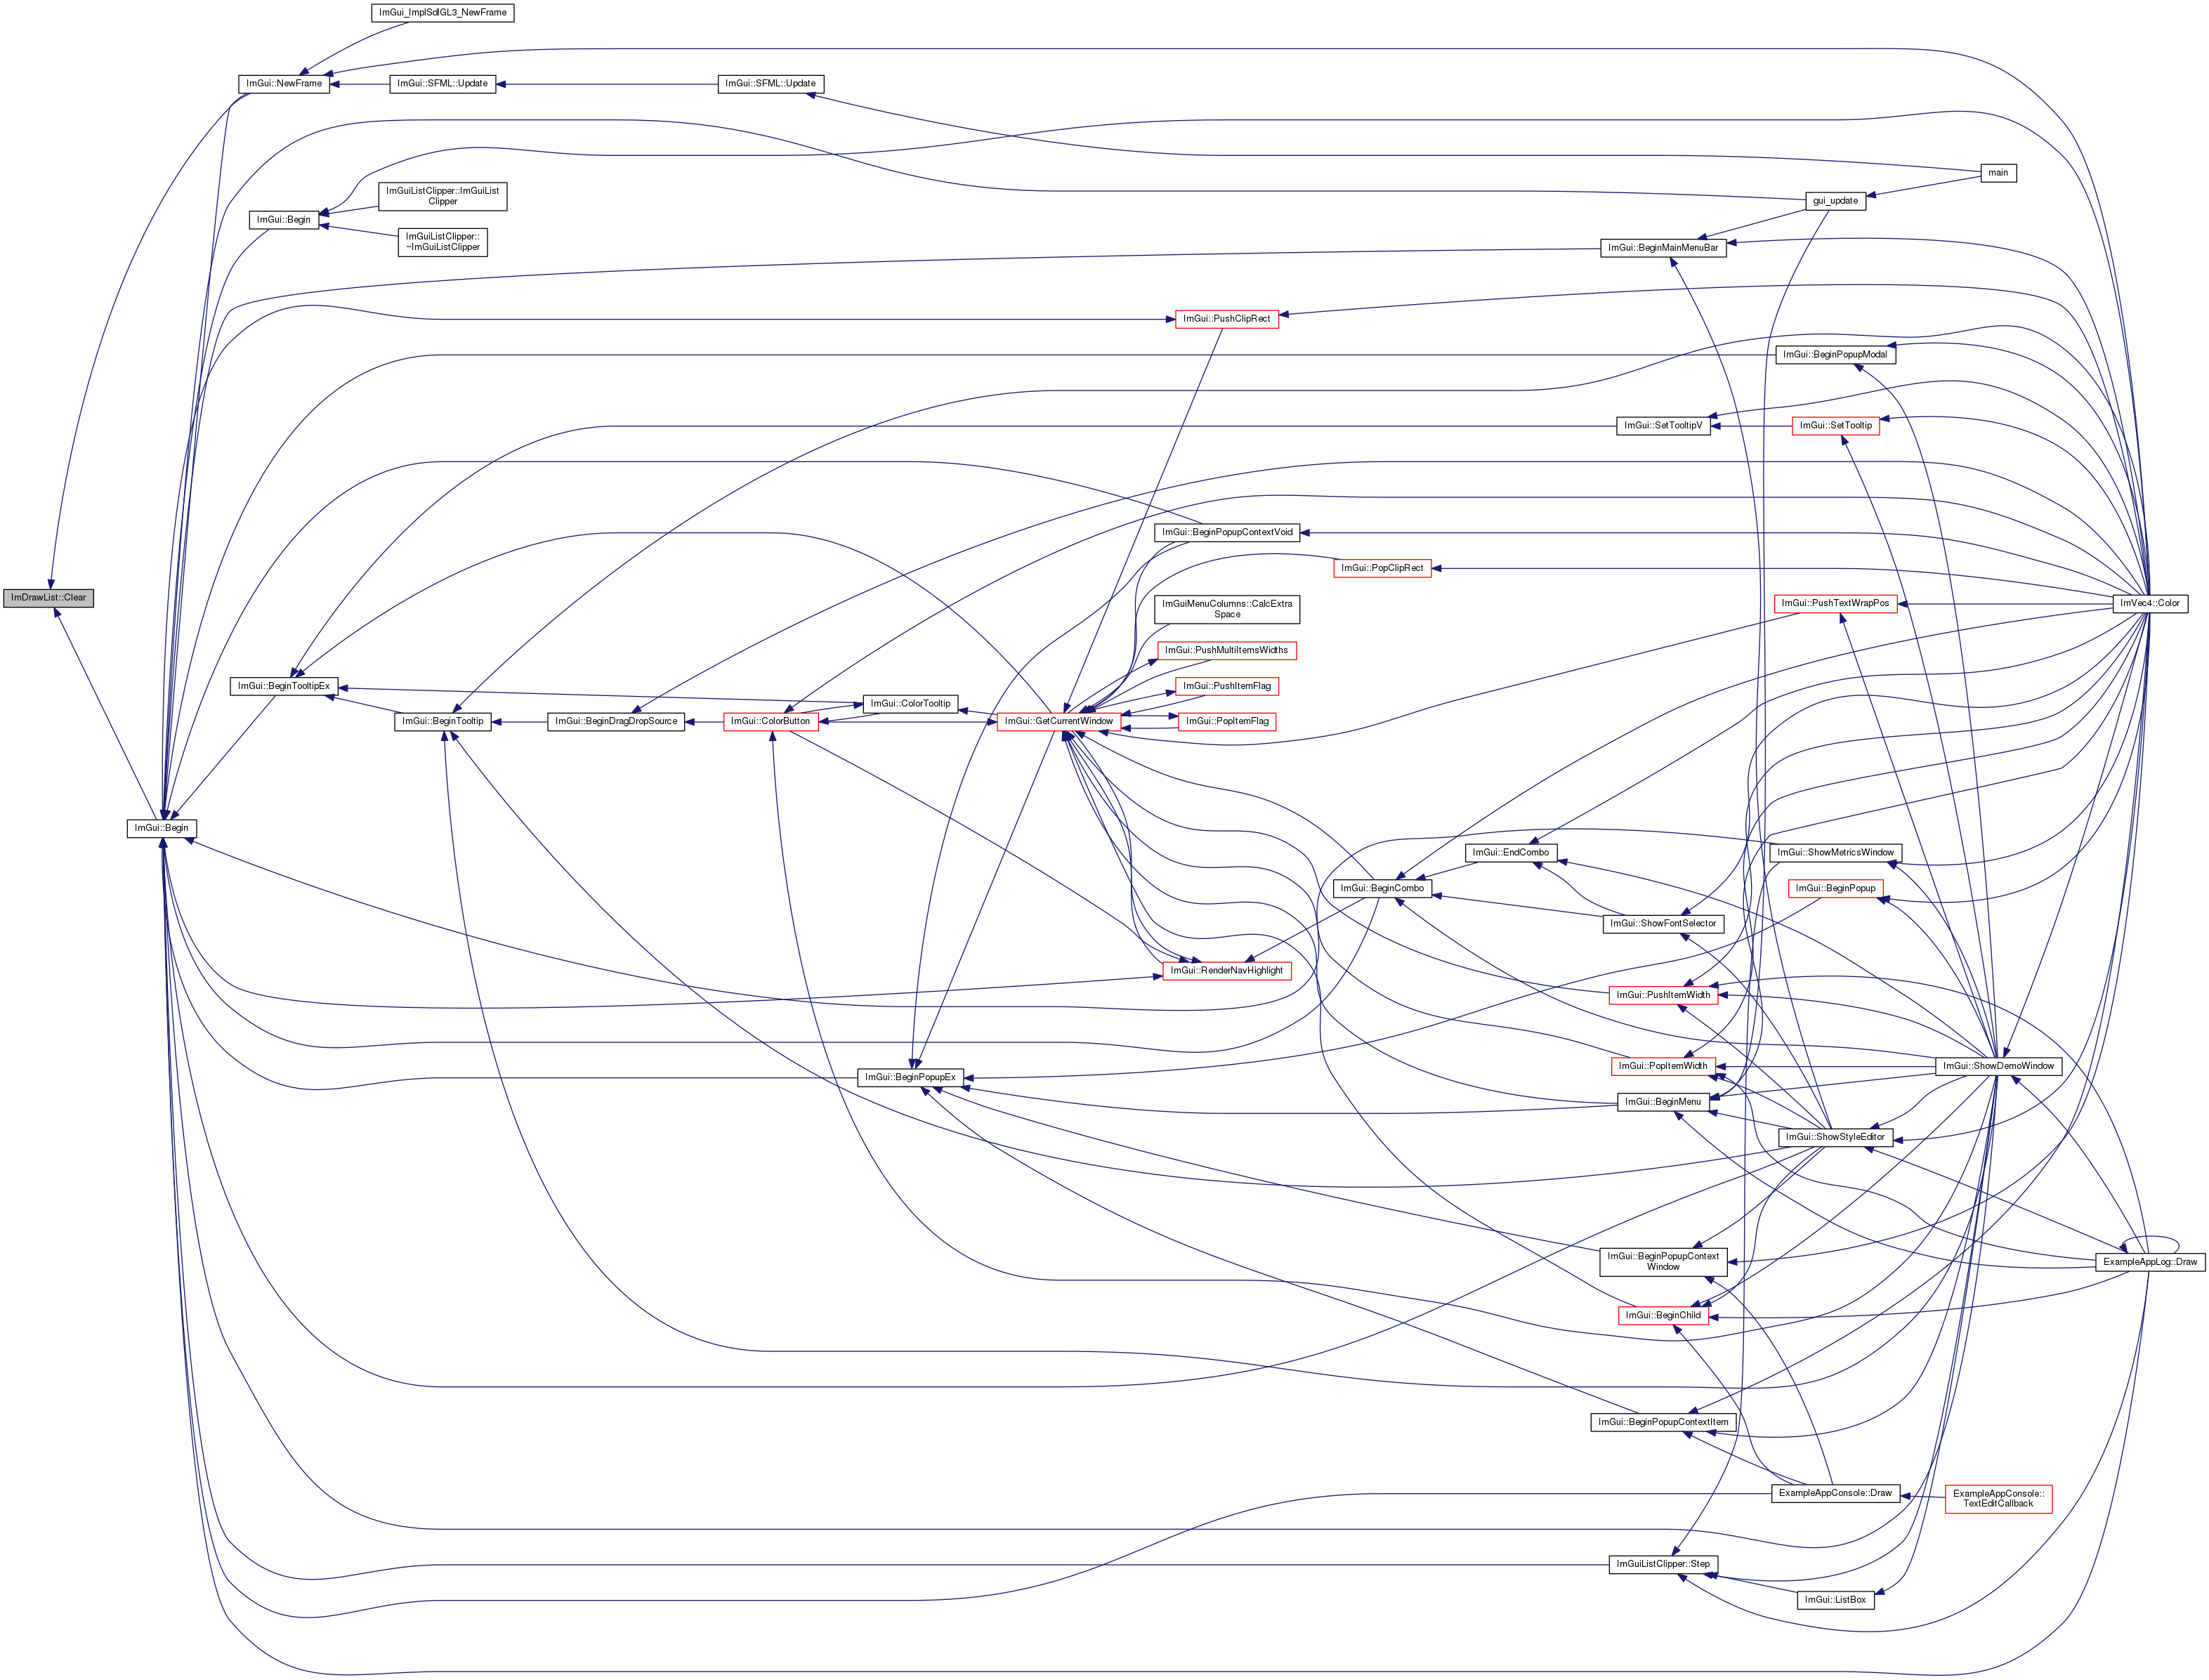 ImGui_ImplSdlGL3_NewFrame
ImGui::NewFrame
ImGui::SFML::Update
ImGui::SFML::Update
main
ImGuiListClipper::ImGuiList
Clipper
gui_update
ImGui::Begin
ImGuiListClipper::
~ImGuiListClipper
ImGui::BeginMainMenuBar
ImGui::PushClipRect
ImGui::BeginPopupModal
ImGui::SetTooltipV
ImGui::SetTooltip
ImGui::BeginPopupContextVoid
ImGui::PopClipRect
ImDrawList::Clear
ImGuiMenuColumns::CalcExtra
Space
ImGui::PushTextWrapPos
ImVec4::Color
ImGui::PushMultiItemsWidths
ImGui::BeginTooltipEx
ImGui::PushItemFlag
ImGui::ColorTooltip
ImGui::BeginTooltip
ImGui::BeginDragDropSource
ImGui::ColorButton
ImGui::GetCurrentWindow
ImGui::PopItemFlag
ImGui::Begin
ImGui::EndCombo
ImGui::ShowMetricsWindow
ImGui::BeginCombo
ImGui::BeginPopup
ImGui::ShowFontSelector
ImGui::RenderNavHighlight
ImGui::PushItemWidth
ImGui::PopItemWidth
ImGui::ShowDemoWindow
ImGui::BeginPopupEx
ImGui::BeginMenu
ImGui::ShowStyleEditor
ImGui::BeginPopupContext
Window
ExampleAppLog::Draw
ImGui::BeginChild
ImGui::BeginPopupContextItem
ExampleAppConsole::Draw
ExampleAppConsole::
TextEditCallback
ImGuiListClipper::Step
ImGui::ListBox